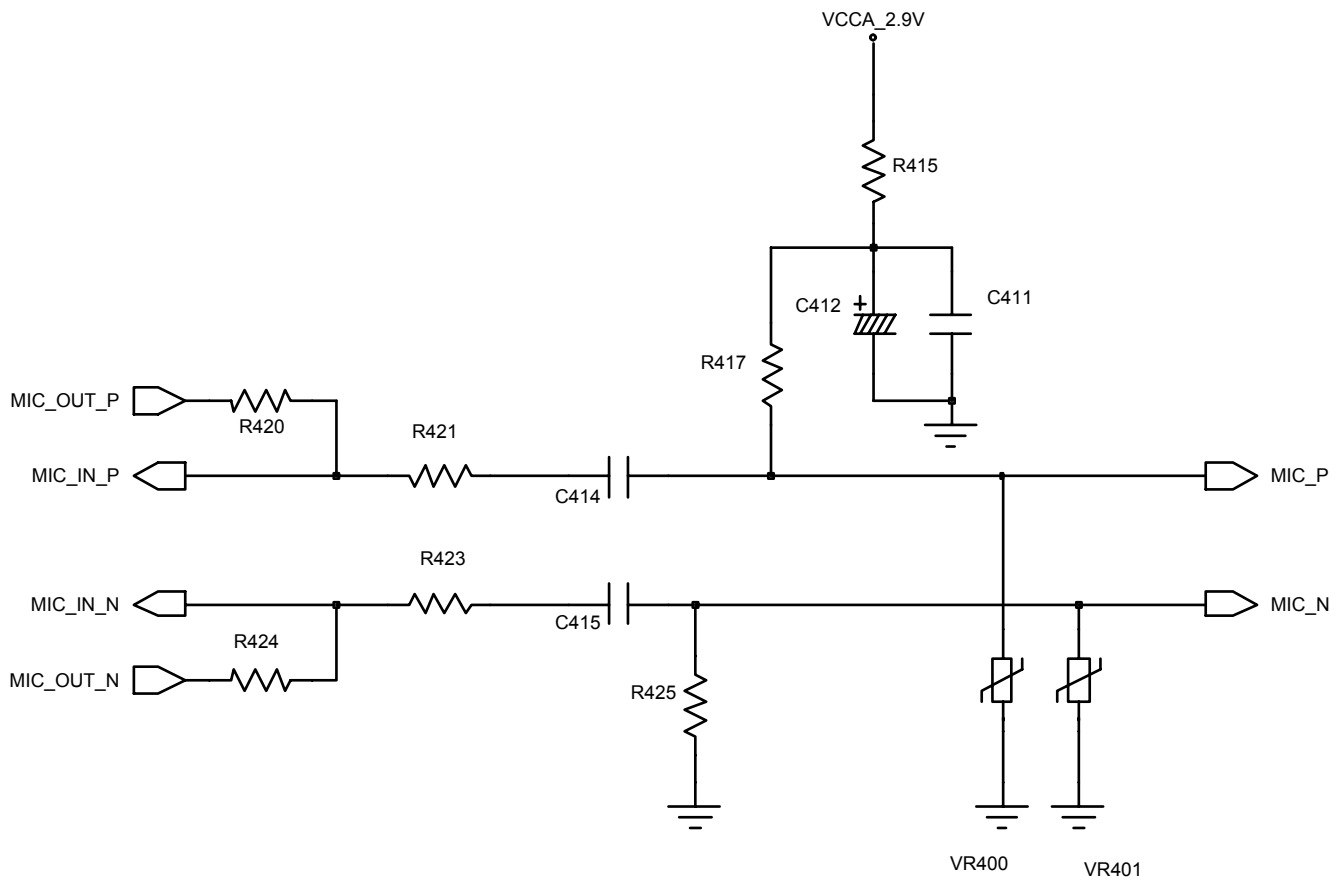 VCCA_2.9V
R415
C412
+
C411
R417
MIC_OUT_P
R420
R421
MIC_IN_P
C414
MIC_P
R423
MIC_IN_N
C415
MIC_N
R424
MIC_OUT_N
R425
VR400
VR401